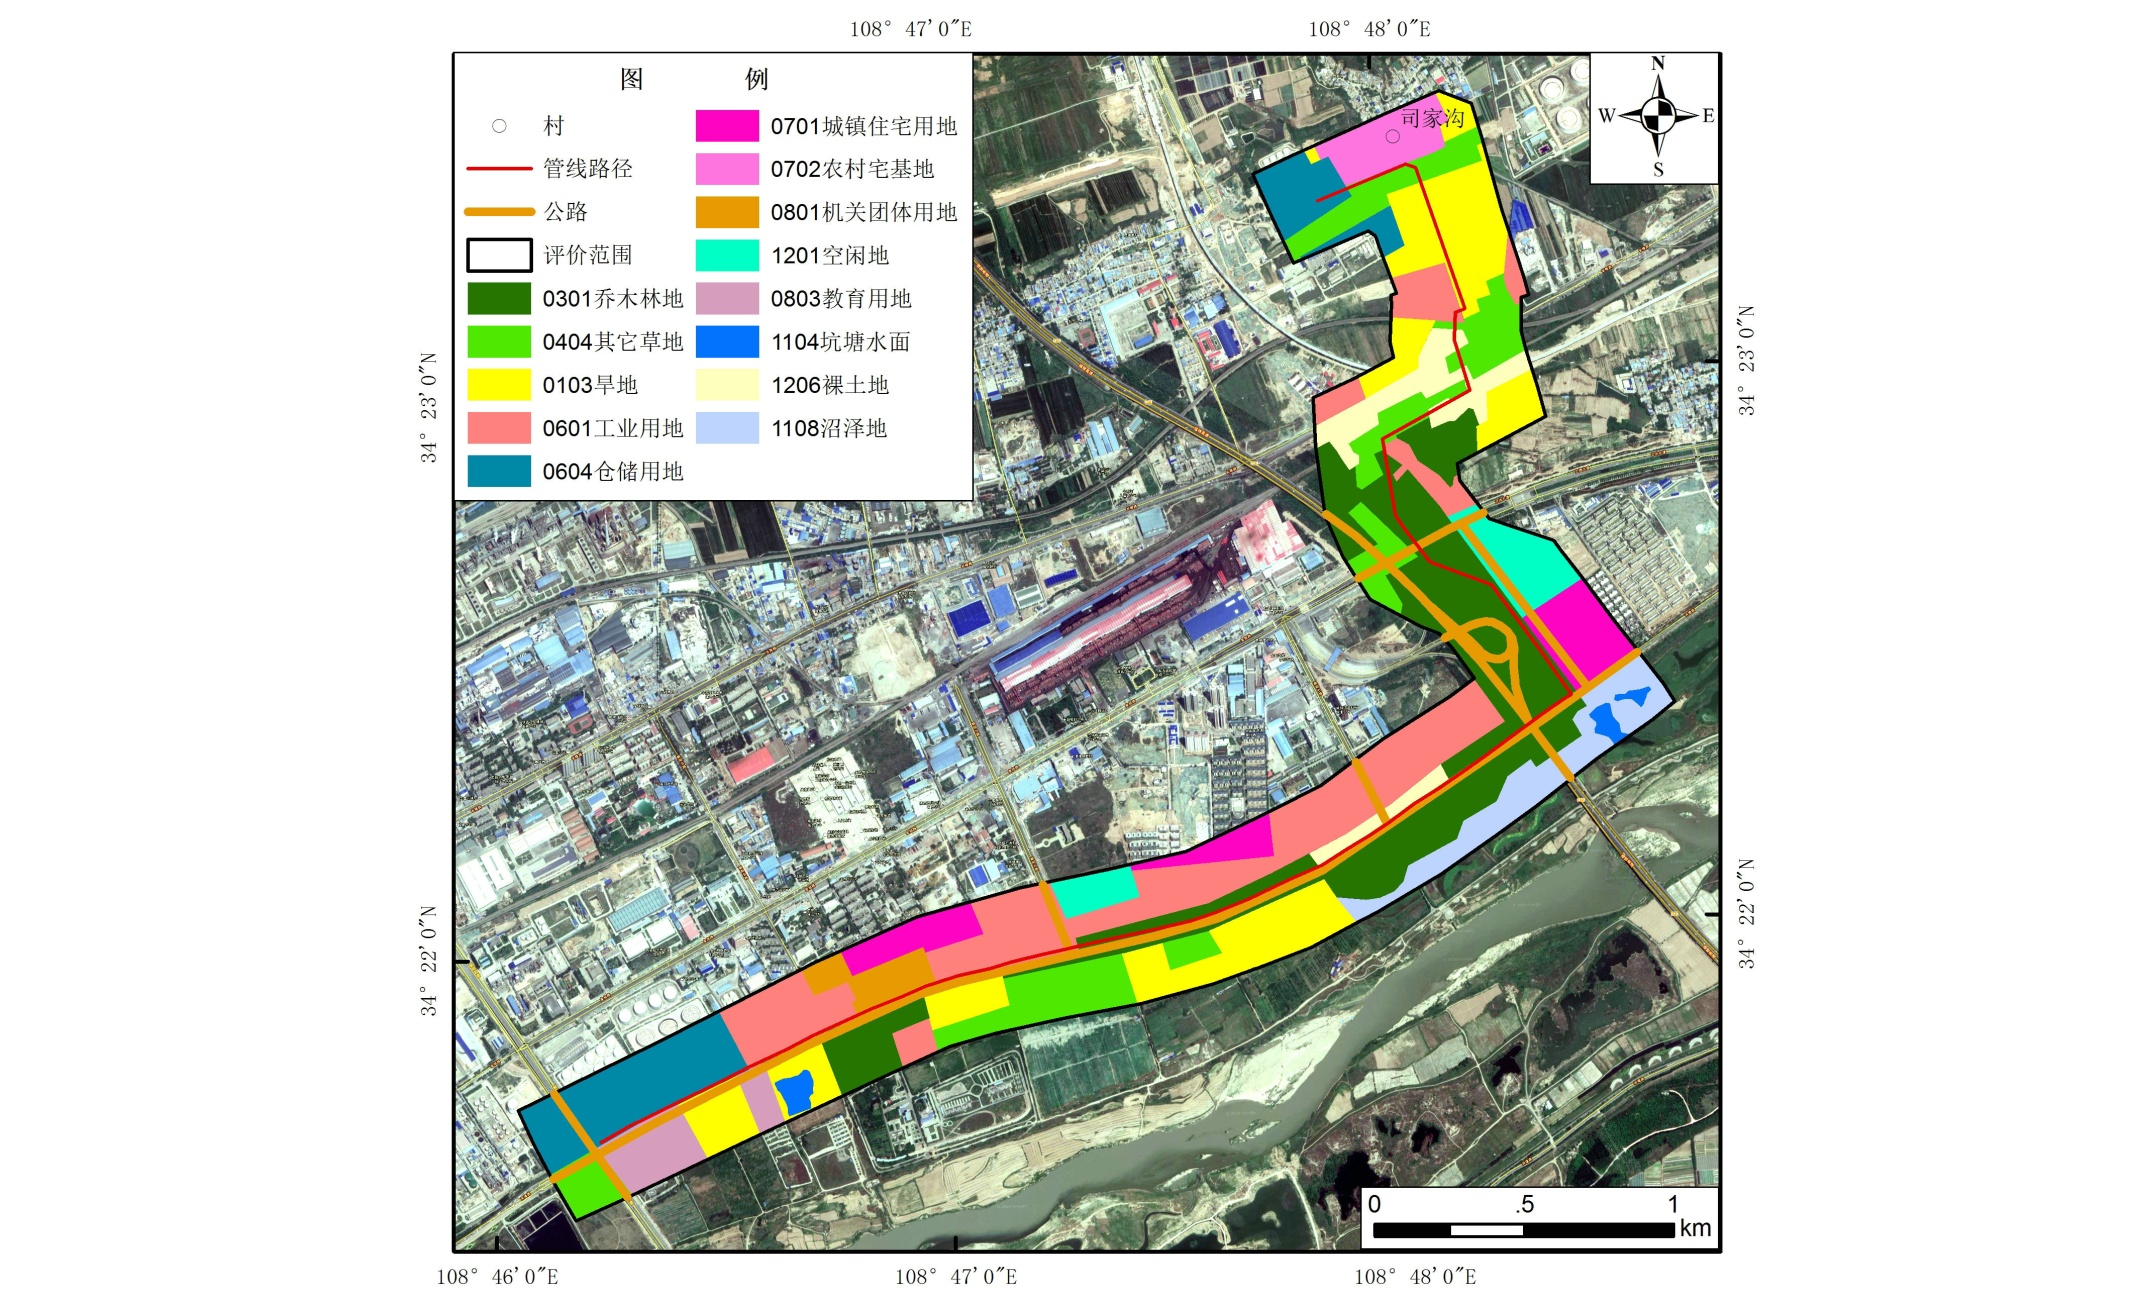 108° 47′0″E
108° 48′0″E
图 例
村
管线路径
公路
评价范围
0301乔木林地
0404其它草地
0103旱地
0601工业用地
0604仓储用地
0701城镇住宅用地
0702农村宅基地
0801机关团体用地
1201空闲地
0803教育用地
1104坑塘水面
1206裸土地
1108沼泽地
司家沟
N
W
E
S
34° 23′0″N
34° 23′0″N
34° 22′0″N
34° 22′0″N
0 .5 1
km
108° 46′0″E
108° 47′0″E
108° 48′0″E